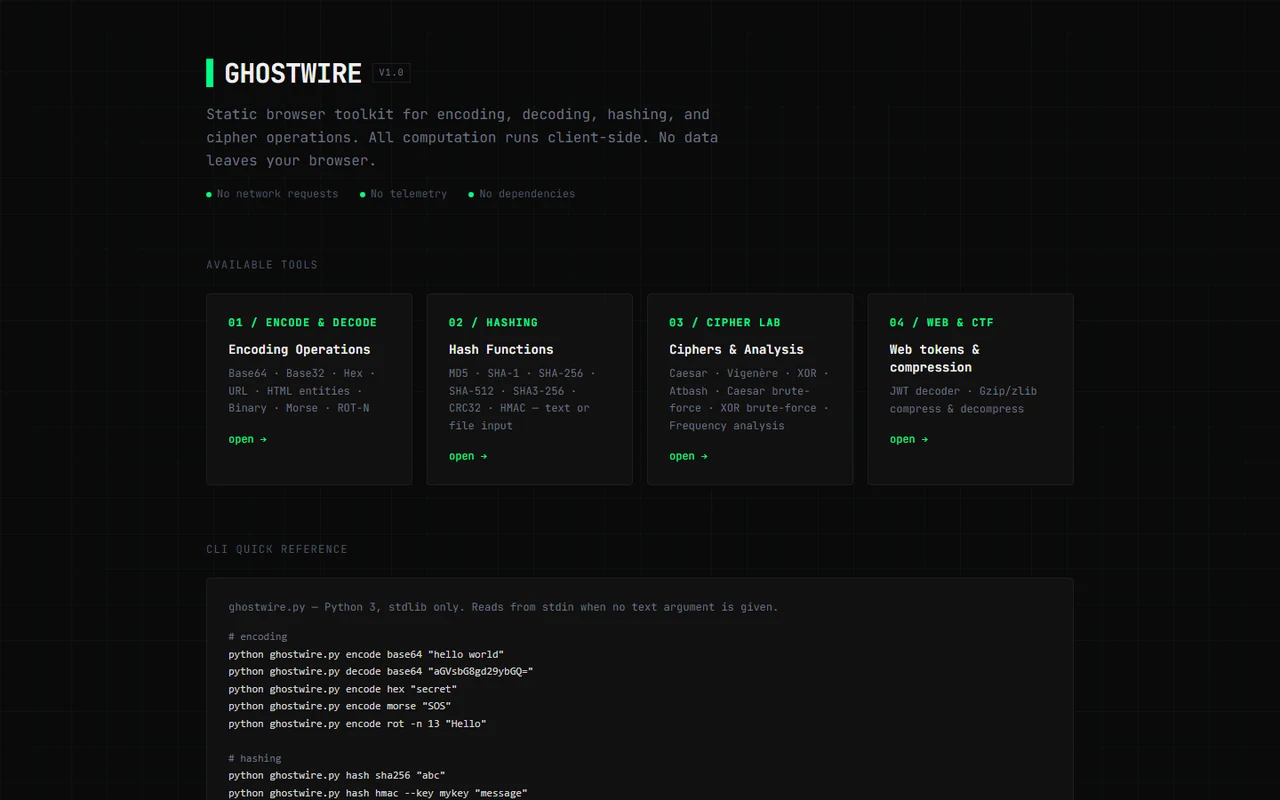 GHOSTWIRE V1.0
Static browser toolkit for encoding, decoding, hashing, and
cipher operations. All computation runs client-side. No data
leaves your browser.
No network requests No telemetry No dependencies
AVAILABLE TOOLS
01 / ENCODE & DECODE
Encoding Operations
Base64 · Base32 · Hex ·
URL · HTML entities ·
Binary · Morse · ROT-N
open →
02 / HASHING
Hash Functions
MD5 · SHA-1 · SHA-256 ·
SHA-512 · SHA3-256 ·
CRC32 · HMAC — text or
file input
open →
03 / CIPHER LAB
Ciphers & Analysis
Caesar · Vigenère · XOR ·
Atbash · Caesar brute-
force · XOR brute-force ·
Frequency analysis
open →
04 / WEB & CTF
Web tokens &
compression
JWT decoder · Gzip/zlib
compress & decompress
open →
CLI QUICK REFERENCE
ghostwire.py — Python 3, stdlib only. Reads from stdin when no text argument is given.
# encoding
python ghostwire.py encode base64 "hello world"
python ghostwire.py decode base64 "aGVsbG8gd29ybGQ="
python ghostwire.py encode hex "secret"
python ghostwire.py encode morse "SOS"
python ghostwire.py encode rot -n 13 "Hello"
# hashing
python ghostwire.py hash sha256 "abc"
python ghostwire.py hash hmac --key mykey "message"